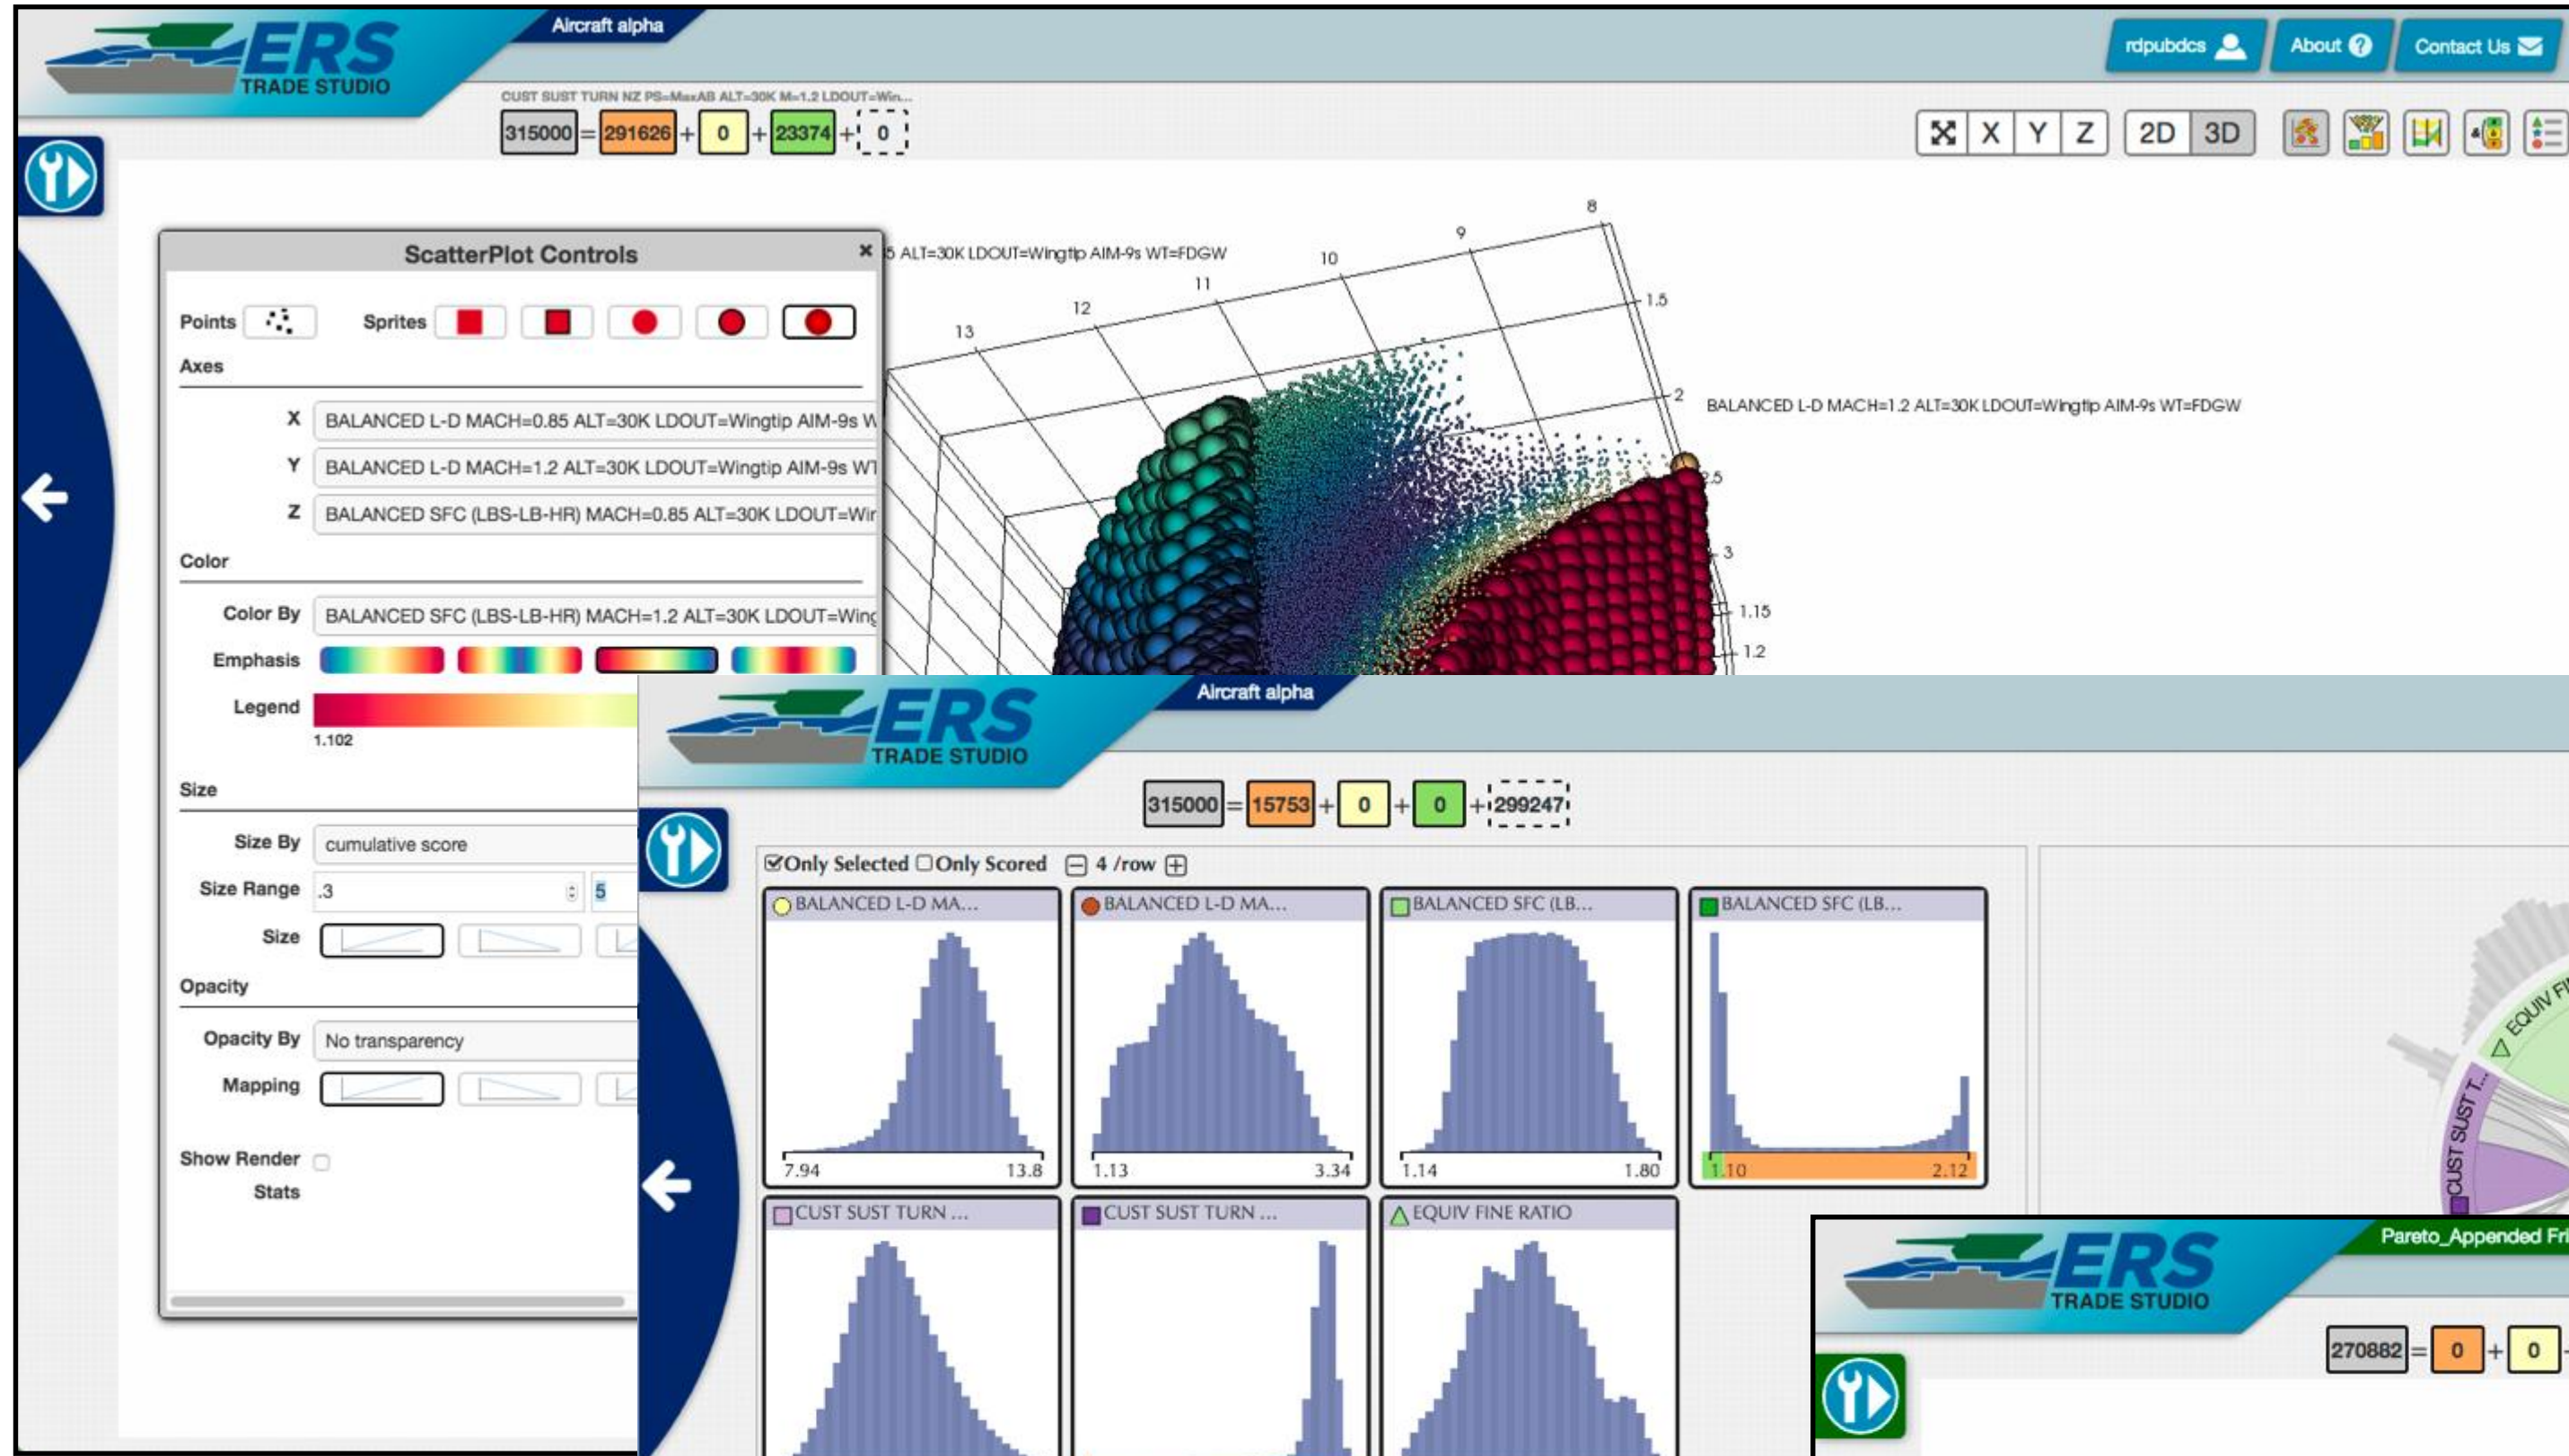 ERS
TRADE STUDIO
Aircraft alpha
rdpubdcs
About
Contact Us
CUST SUST TURN NZ PS=MaxAB ALT=30K M=1.2 LDOUT=Win...
315000 = 291626 + 0 + 23374 + 0
X Y Z 2D 3D
ScatterPlot Controls
Points Sprites
Axes
X BALANCED L-D MACH=0.85 ALT=30K LDOUT=Wingtip AIM-9s W
Y BALANCED L-D MACH=1.2 ALT=30K LDOUT=Wingtip AIM-9s WT
Z BALANCED SFC (LBS-LB-HR) MACH=0.85 ALT=30K LDOUT=Wir
Color
Color By BALANCED SFC (LBS-LB-HR) MACH=1.2 ALT=30K LDOUT=Wing
Emphasis
Legend
1.102
Size
Size By cumulative score
Size Range .3 5
Size
Opacity
Opacity By No transparency
Mapping
Show Render
Stats
5 ALT=30K LDOUT=Wingtip AIM-9s WT=FDGW
13
12
11
10
9
8
1.5
2
BALANCED L-D MACH=1.2 ALT=30K LDOUT=Wingtip AIM-9s WT=FDGW
2.5
3
1.15
1.2
ERS
TRADE STUDIO
Aircraft alpha
315000 = 15753 + 0 + 0 + 299247
Only Selected Only Scored 4 /row
BALANCED L-D MA...
7.94 13.8
BALANCED L-D MA...
1.13 3.34
BALANCED SFC (LB...
1.14 1.80
BALANCED SFC (LB...
1.10 2.12
CUST SUST TURN ...
CUST SUST TURN ...
EQUIV FINE RATIO
EQUIV FI
CUST SUST T...
ERS
TRADE STUDIO
Pareto_Appended Fri
270882 = 0 + 0